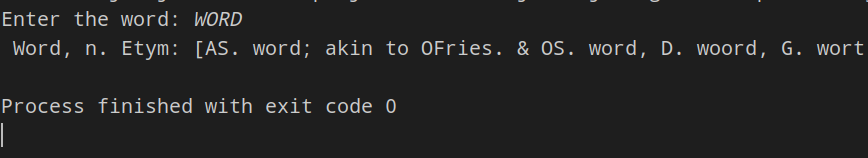 Enter the word: WORD
Word, n. Etym: [AS. word; akin to OFries. & OS. word, D. woord, G. wort
Process finished with exit code 0